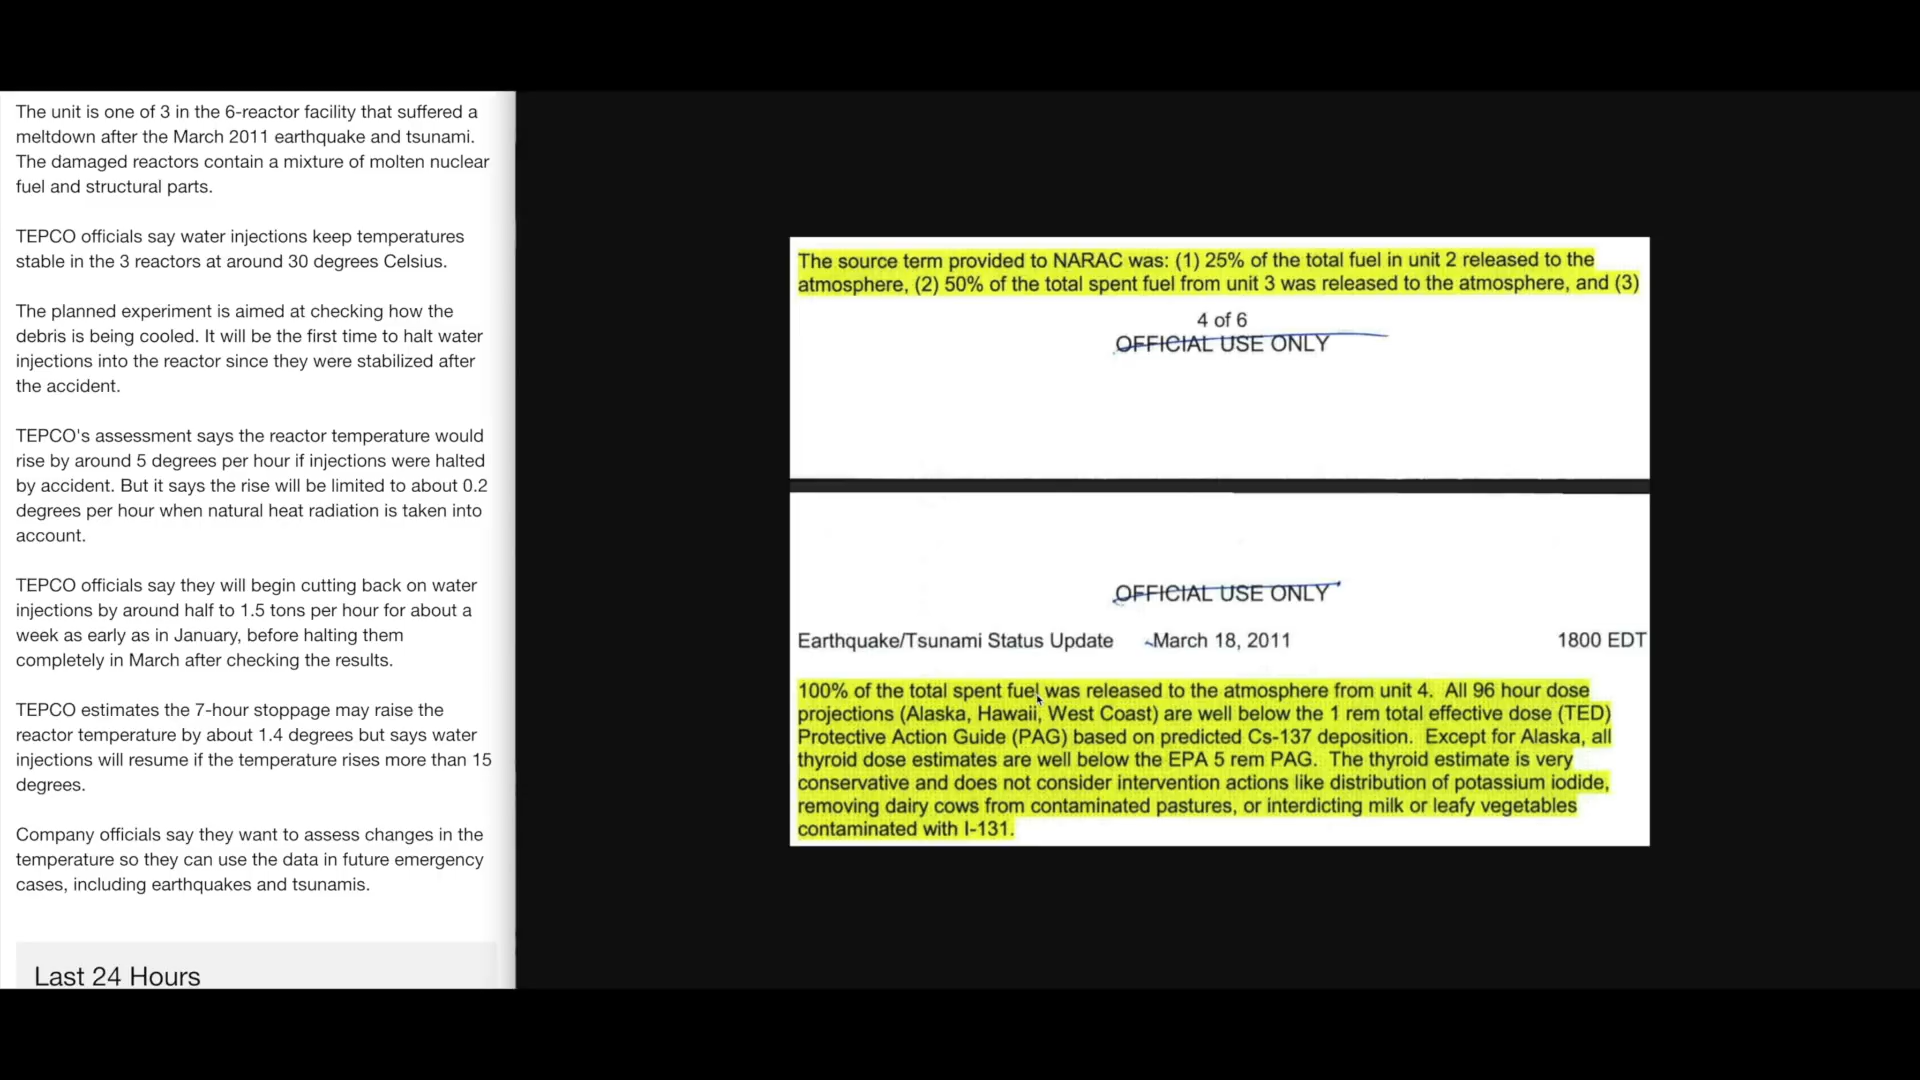 The unit is one of 3 in the 6-reactor facility that suffered a
meltdown after the March 2011 earthquake and tsunami.
The damaged reactors contain a mixture of molten nuclear
fuel and structural parts.
TEPCO officials say water injections keep temperatures
stable in the 3 reactors at around 30 degrees Celsius.
The planned experiment is aimed at checking how the
debris is being cooled. It will be the first time to halt water
injections into the reactor since they were stabilized after
the accident.
TEPCO's assessment says the reactor temperature would
rise by around 5 degrees per hour if injections were halted
by accident. But it says the rise will be limited to about 0.2
degrees per hour when natural heat radiation is taken into
account.
TEPCO officials say they will begin cutting back on water
injections by around half to 1.5 tons per hour for about a
week as early as in January, before halting them
completely in March after checking the results.
TEPCO estimates the 7-hour stoppage may raise the
reactor temperature by about 1.4 degrees but says water
injections will resume if the temperature rises more than 15
degrees.
Company officials say they want to assess changes in the
temperature so they can use the data in future emergency
cases, including earthquakes and tsunamis.
Last 24 Hours
The source term provided to NARAC was: (1) 25% of the total fuel in unit 2 released to the
atmosphere, (2) 50% of the total spent fuel from unit 3 was released to the atmosphere, and (3)
4 of 6
OFFICIAL USE ONLY
OFFICIAL USE ONLY
Earthquake/Tsunami Status Update March 18, 2011 1800 EDT
100% of the total spent fuel was released to the atmosphere from unit 4. All 96 hour dose
projections (Alaska, Hawaii, West Coast) are well below the 1 rem total effective dose (TED)
Protective Action Guide (PAG) based on predicted Cs-137 deposition. Except for Alaska, all
thyroid dose estimates are well below the EPA 5 rem PAG. The thyroid estimate is very
conservative and does not consider intervention actions like distribution of potassium iodide,
removing dairy cows from contaminated pastures, or interdicting milk or leafy vegetables
contaminated with I-131.